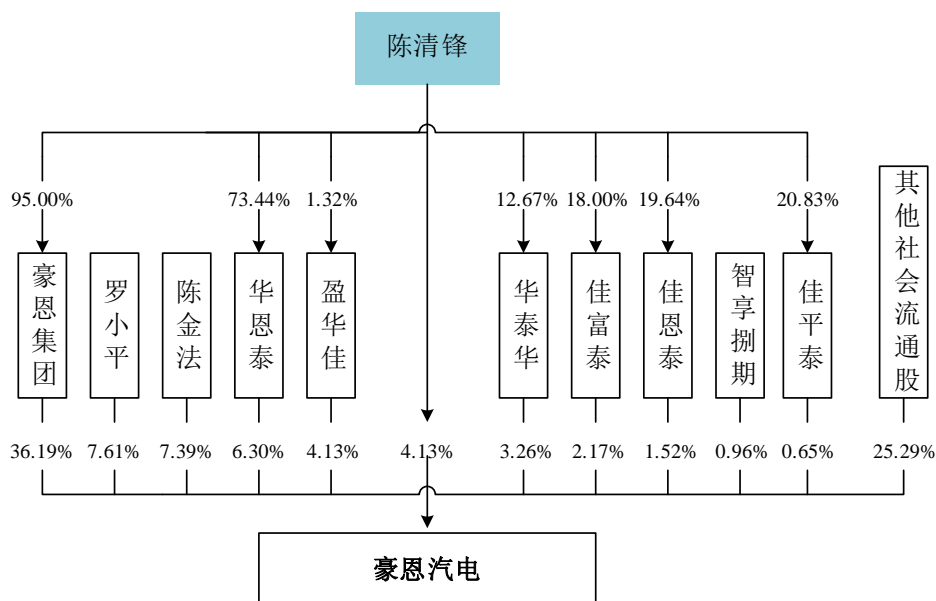 陈清锋
95.00%
73.44%
1.32%
12.67%
18.00%
19.64%
20.83%
豪恩集团
罗小平
陈金法
华恩泰
盈华佳
华泰华
佳富泰
佳恩泰
智享捌期
佳平泰
其他社会流通股
36.19%
7.61%
7.39%
6.30%
4.13%
4.13%
3.26%
2.17%
1.52%
0.96%
0.65%
25.29%
豪恩汽电